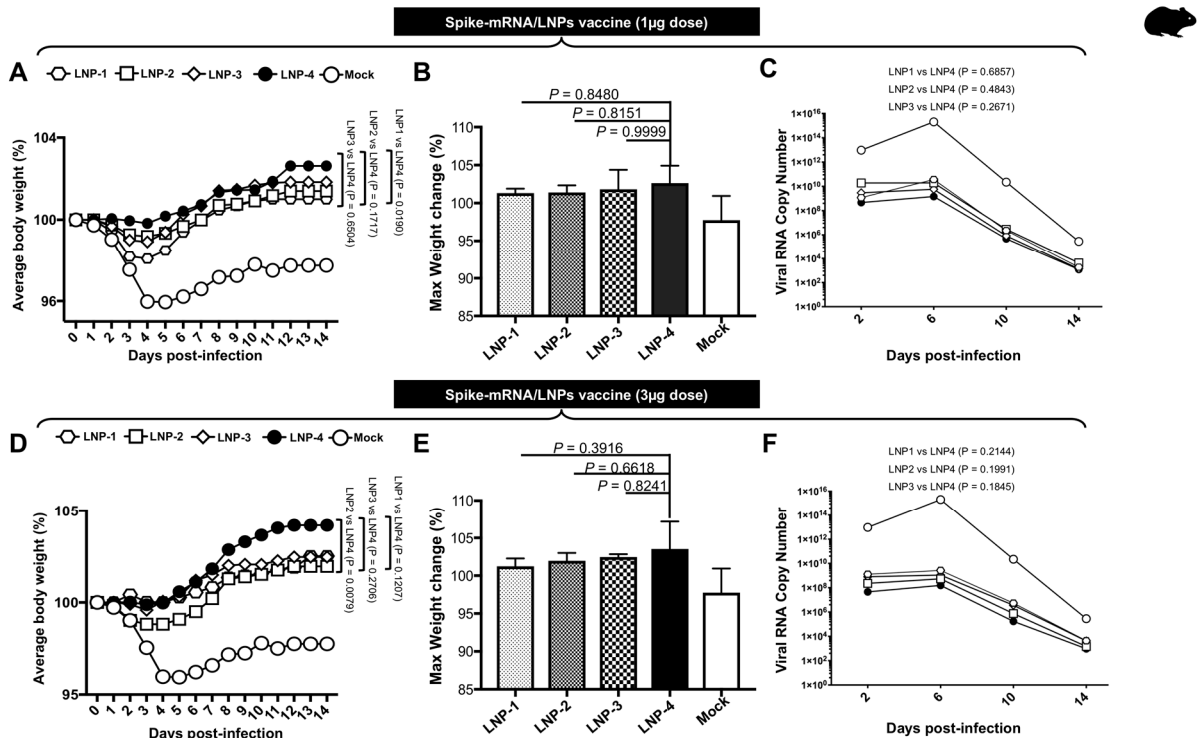 Spike-mRNA/LNPs vaccine (1µg dose)
A
LNP-1 LNP-2 LNP-3 LNP-4 Mock
Average body weight (%)
104
100
96
0 1 2 3 4 5 6 7 8 9 10 11 12 13 14
Days post-infection
LNP1 vs LNP4 (P = 0.0190)
LNP2 vs LNP4 (P = 0.1717)
LNP3 vs LNP4 (P = 0.6504)
B
P = 0.8480
P = 0.8151
P = 0.9999
Max Weight change (%)
110
105
100
95
90
85
LNP-1 LNP-2 LNP-3 LNP-4 Mock
C
LNP1 vs LNP4 (P = 0.6857)
LNP2 vs LNP4 (P = 0.4843)
LNP3 vs LNP4 (P = 0.2671)
Viral RNA Copy Number
1×10¹⁶
1×10¹⁴
1×10¹²
1×10¹⁰
1×10⁸
1×10⁶
1×10⁴
1×10²
1×10⁰
2 6 10 14
Days post-infection
Spike-mRNA/LNPs vaccine (3µg dose)
D
LNP-1 LNP-2 LNP-3 LNP-4 Mock
Average body weight (%)
105
100
95
0 1 2 3 4 5 6 7 8 9 10 11 12 13 14
Days post-infection
LNP1 vs LNP4 (P = 0.1207)
LNP3 vs LNP4 (P = 0.2706)
LNP2 vs LNP4 (P = 0.0079)
E
P = 0.3916
P = 0.6618
P = 0.8241
Max Weight change (%)
110
105
100
95
90
85
LNP-1 LNP-2 LNP-3 LNP-4 Mock
F
LNP1 vs LNP4 (P = 0.2144)
LNP2 vs LNP4 (P = 0.1991)
LNP3 vs LNP4 (P = 0.1845)
Viral RNA Copy Number
1×10¹⁶
1×10¹⁴
1×10¹²
1×10¹⁰
1×10⁸
1×10⁶
1×10⁴
1×10²
1×10⁰
2 6 10 14
Days post-infection